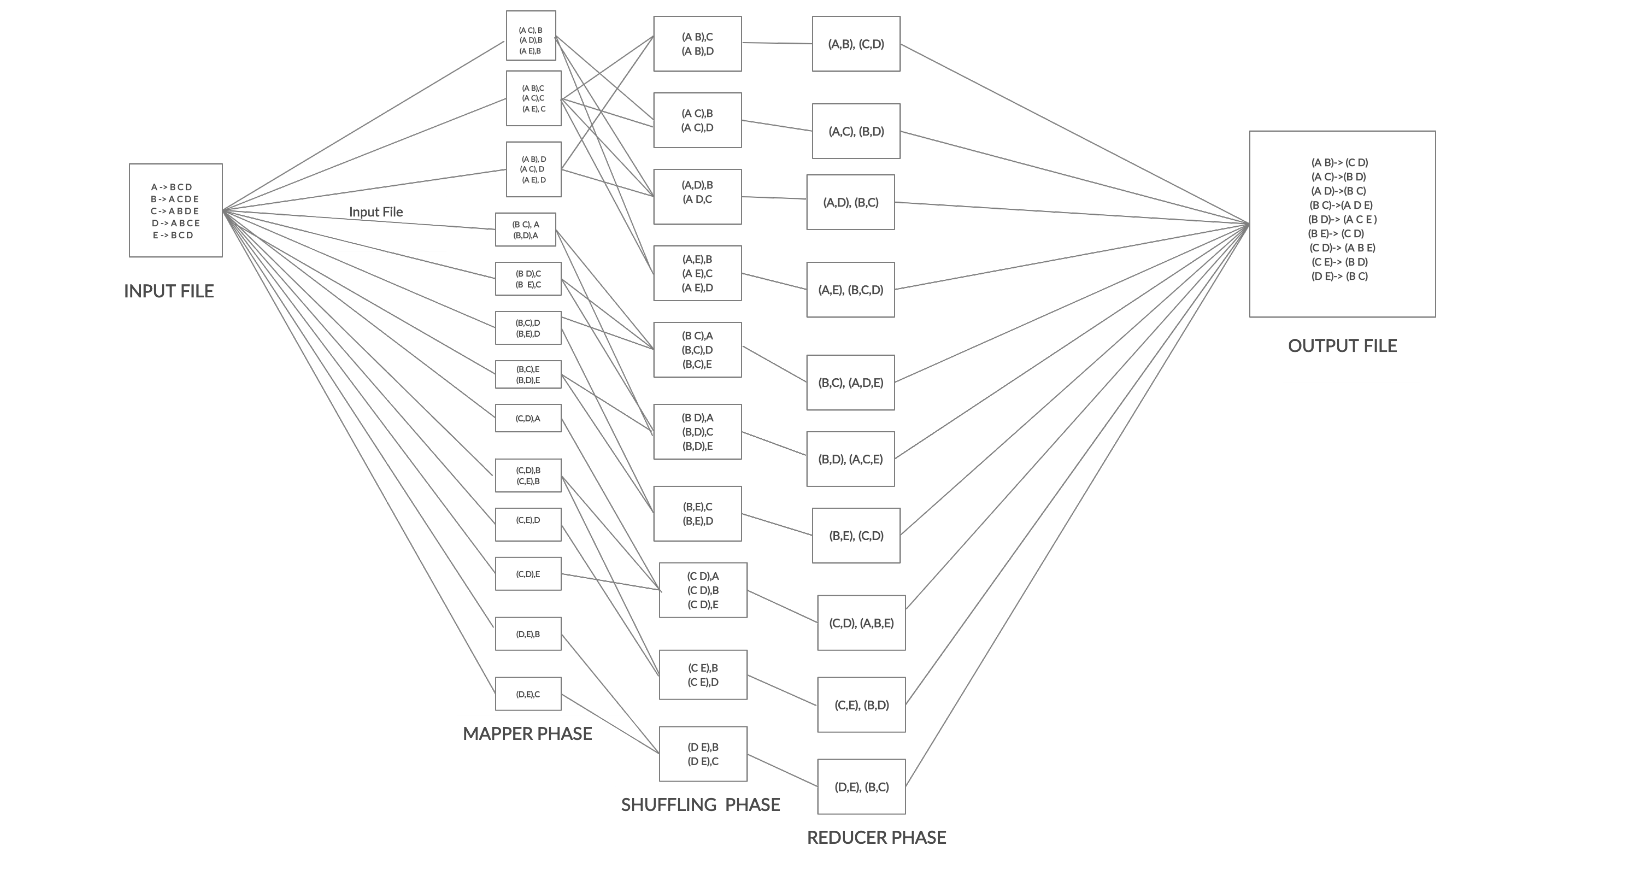 A->B C D
B->A C D E
C->A B D E
D->A B C E
E->B C D
INPUT FILE
Input File
(A C), B
(A D),B
(A E),B
(A B),C
(A C),C
(A E), C
(A B), D
(A C), D
(A E), D
(B C), A
(B,D),A
(B D),C
(B E),C
(B,C),D
(B,E),D
(B,C),E
(B,D),E
(C,D),A
(C,D),B
(C,E),B
(C,E),D
(C,D),E
(D,E),B
(D,E),C
MAPPER PHASE
(A B),C
(A B),D
(A C),B
(A C),D
(A,D),B
(A D,C
(A,E),B
(A E),C
(A E),D
(B C),A
(B,C),D
(B,C),E
(B D),A
(B,D),C
(B,D),E
(B,E),C
(B,E),D
(C D),A
(C D),B
(C D),E
(C E),B
(C E),D
(D E),B
(D E),C
SHUFFLING PHASE
(A,B), (C,D)
(A,C), (B,D)
(A,D), (B,C)
(A,E), (B,C,D)
(B,C), (A,D,E)
(B,D), (A,C,E)
(B,E), (C,D)
(C,D), (A,B,E)
(C,E), (B,D)
(D,E), (B,C)
REDUCER PHASE
(A B)-> (C D)
(A C)->(B D)
(A D)->(B C)
(B C)->(A D E)
(B D)-> (A C E )
(B E)-> (C D)
(C D)-> (A B E)
(C E)-> (B D)
(D E)-> (B C)
OUTPUT FILE